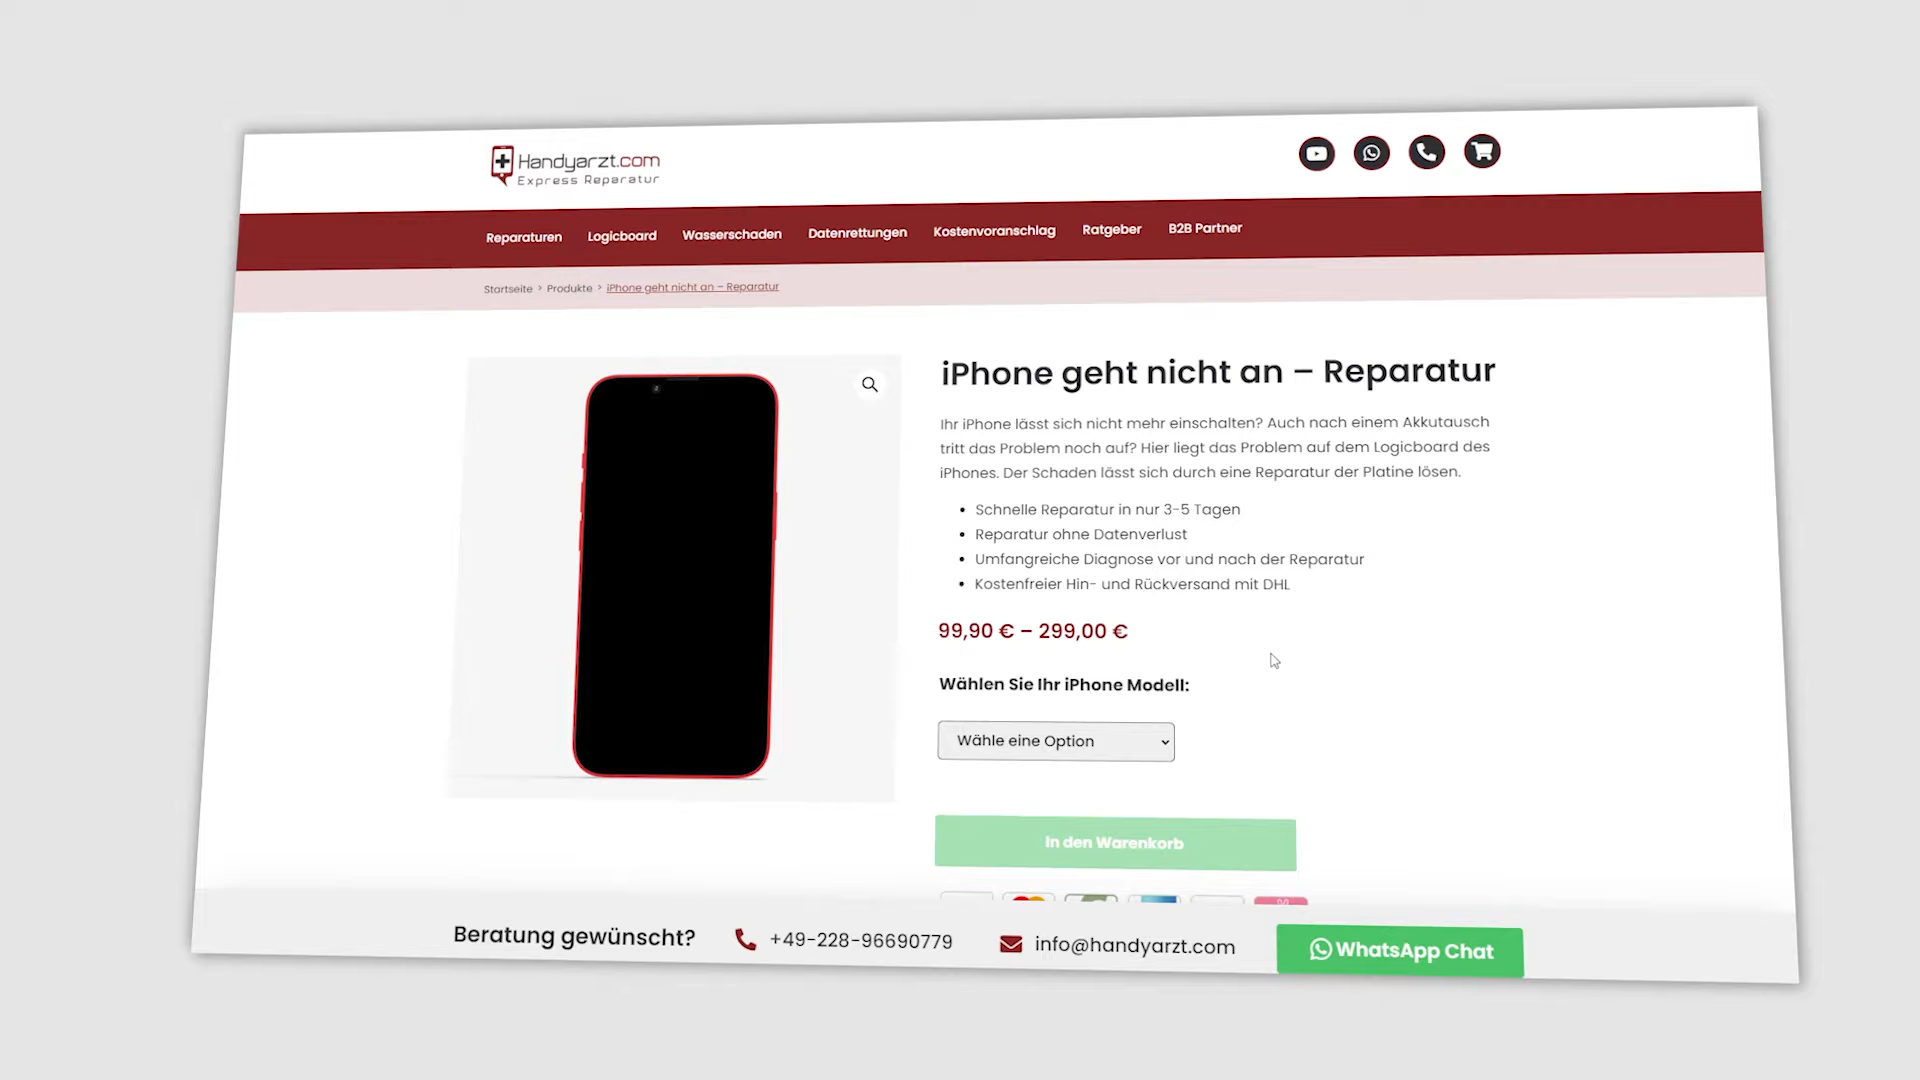 Handyarzt.com
Express Reparatur
Reparaturen Logicboard Wasserschaden Datenrettungen Kostenvoranschlag Ratgeber B2B Partner
Startseite > Produkte > iPhone geht nicht an – Reparatur
iPhone geht nicht an – Reparatur
Ihr iPhone lässt sich nicht mehr einschalten? Auch nach einem Akkutausch
tritt das Problem noch auf? Hier liegt das Problem auf dem Logicboard des
iPhones. Der Schaden lässt sich durch eine Reparatur der Platine lösen.
• Schnelle Reparatur in nur 3-5 Tagen
• Reparatur ohne Datenverlust
• Umfangreiche Diagnose vor und nach der Reparatur
• Kostenfreier Hin- und Rückversand mit DHL
99,90 € – 299,00 €
Wählen Sie Ihr iPhone Modell:
Wähle eine Option
In den Warenkorb
Beratung gewünscht? +49-228-96690779 info@handyarzt.com WhatsApp Chat